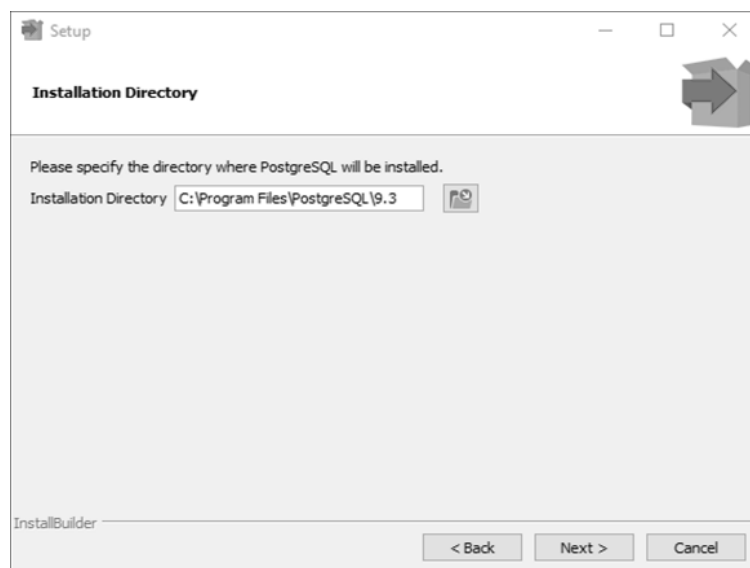 Setup
Installation Directory
Please specify the directory where PostgreSQL will be installed.
Installation Directory C:\Program Files\PostgreSQL\9.3
InstallBuilder
< Back Next > Cancel